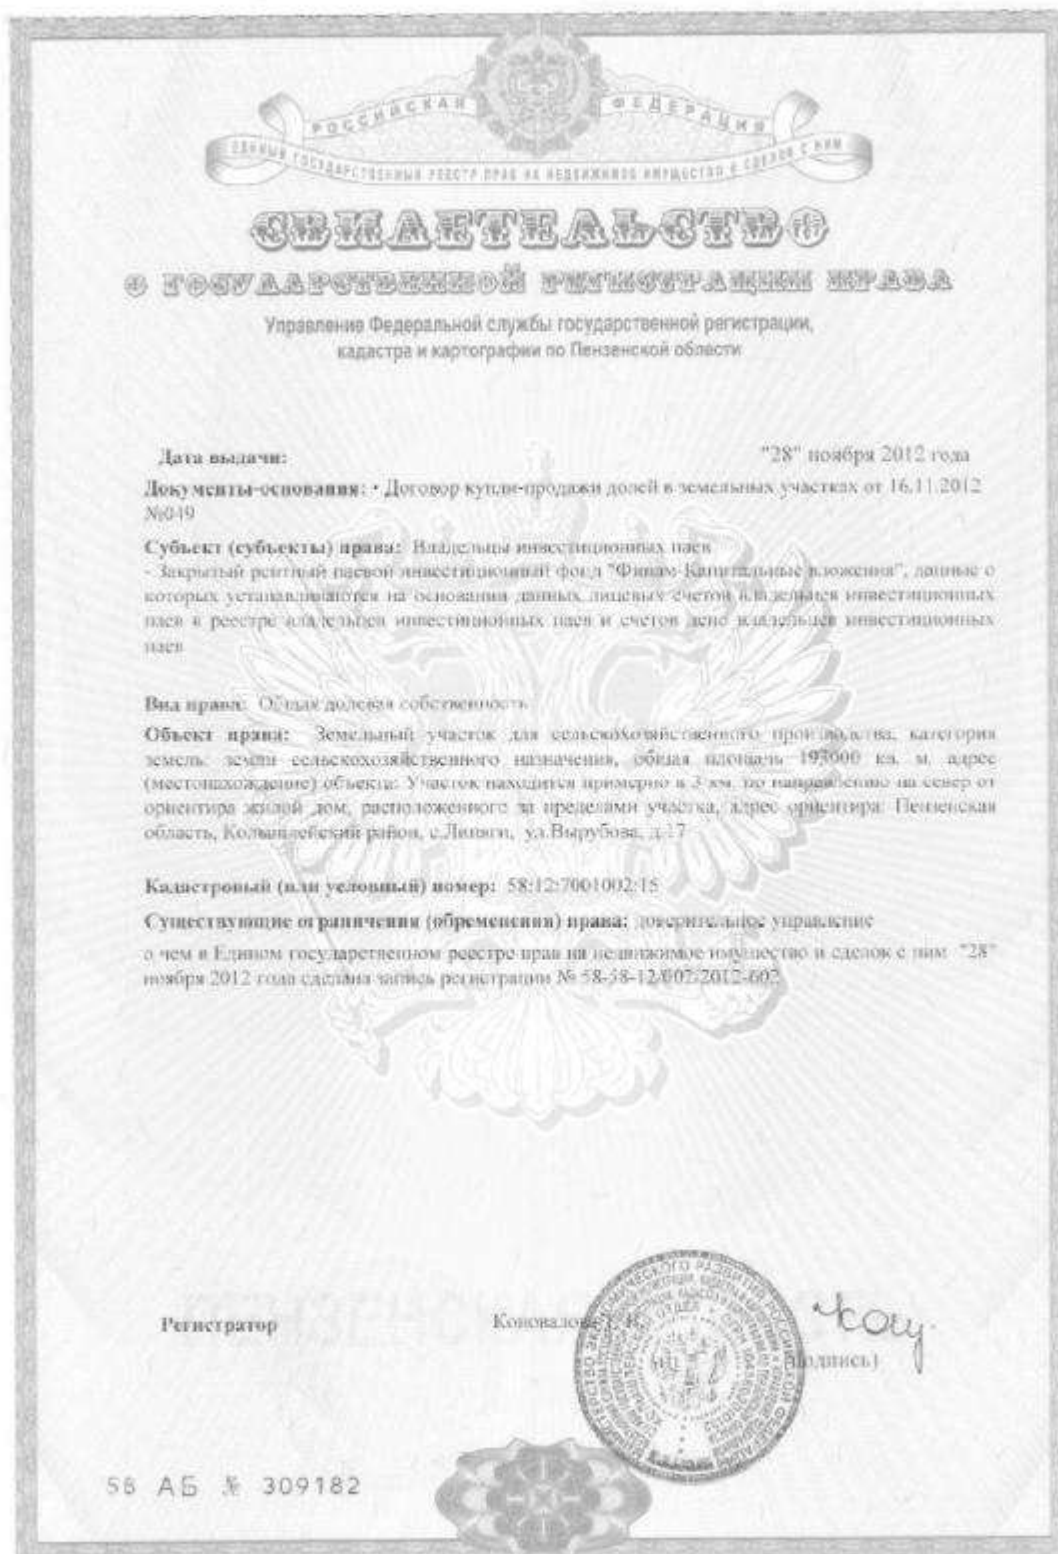 РОССИЙСКАЯ ФЕДЕРАЦИЯ
ЕДИНЫЙ ГОСУДАРСТВЕННЫЙ РЕЕСТР ПРАВ НА НЕДВИЖИМОЕ ИМУЩЕСТВО И СДЕЛОК С НИМ
СВИДЕТЕЛЬСТВО
О ГОСУДАРСТВЕННОЙ РЕГИСТРАЦИИ ПРАВА
Управление Федеральной службы государственной регистрации,
кадастра и картографии по Пензенской области
Дата выдачи: "28" ноября 2012 года
Документы-основания: • Договор купли-продажи долей в земельных участках от 16.11.2012
№049
Субъект (субъекты) права: Владельцы инвестиционных паев
- Закрытый рентный паевой инвестиционный фонд "Финам-Капитальные вложения", данные о
которых устанавливаются на основании данных лицевых счетов владельцев инвестиционных
паев в реестре владельцев инвестиционных паев и счетов депо владельцев инвестиционных
паев
Вид права: Общая долевая собственность
Объект права: Земельный участок для сельскохозяйственного производства, категория
земель: земли сельскохозяйственного назначения, общая площадь 193000 кв. м, адрес
(местонахождение) объекта: Участок находится примерно в 3 км. по направлению на север от
ориентира жилой дом, расположенного за пределами участка, адрес ориентира: Пензенская
область, Колышлейский район, с.Липяги, ул.Вырубова, д.17
Кадастровый (или условный) номер: 58:12:7001002:15
Существующие ограничения (обременения) права: доверительное управление
о чем в Едином государственном реестре прав на недвижимое имущество и сделок с ним "28"
ноября 2012 года сделана запись регистрации № 58-58-12/002/2012-602
Регистратор Коновалова
(подпись)
58 АБ № 309182